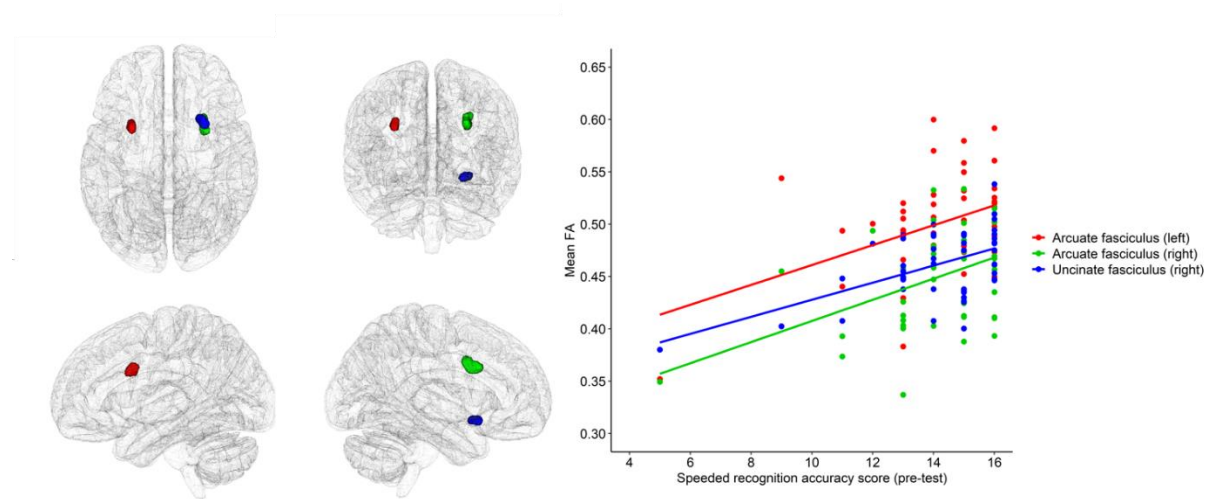 0.65
0.60
0.55
0.50
0.45
0.40
0.35
0.30
Mean FA
4 6 8 10 12 14 16
Speeded recognition accuracy score (pre-test)
Arcuate fasciculus (left)
Arcuate fasciculus (right)
Uncinate fasciculus (right)